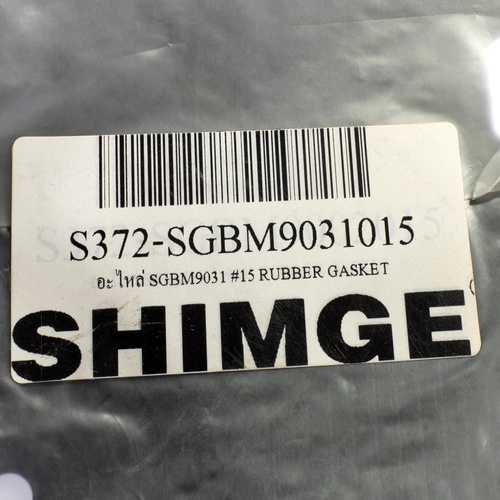 S372-SGBM9031015
อะไหล่ SGBM9031 #15 RUBBER GASKET
SHIMGE